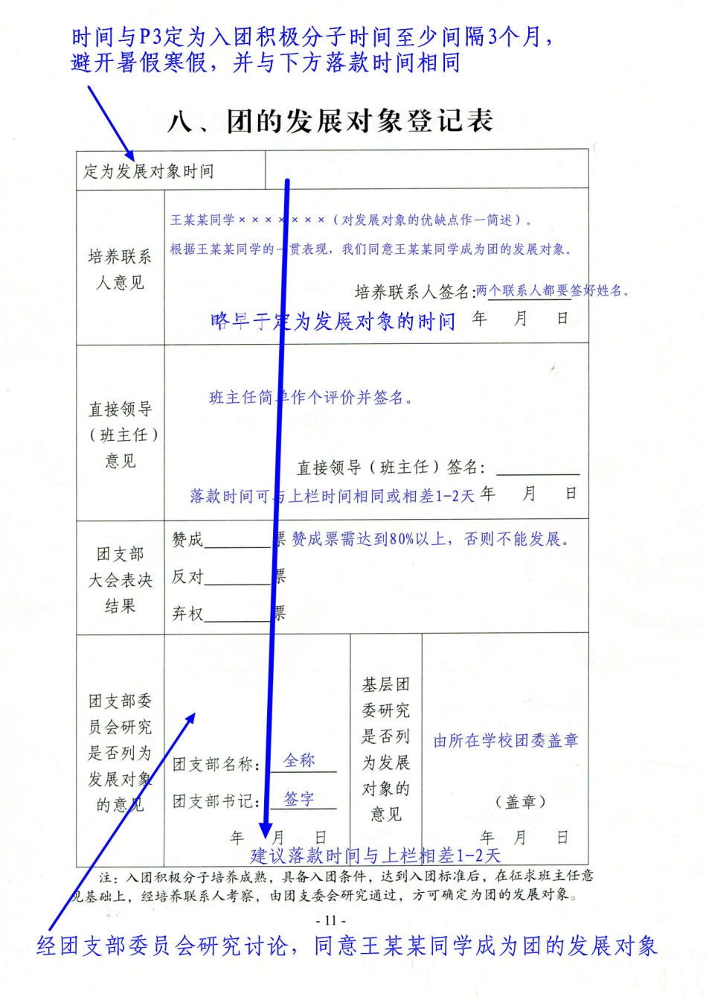 时间与P3定为入团积极分子时间至少间隔3个月，
避开暑假寒假，并与下方落款时间相同
八、团的发展对象登记表
定为发展对象时间
培养联系
人意见
王某某同学×××××××（对发展对象的优缺点作一简述）。
根据王某某同学的一贯表现，我们同意王某某同学成为团的发展对象。
培养联系人签名:两个联系人都要签好姓名。
略早于定为发展对象的时间 年 月 日
直接领导
（班主任）
意见
班主任简单作个评价并签名。
直接领导（班主任）签名：
落款时间可与上栏时间相同或相差1-2天 年 月 日
团支部
大会表决
结果
赞成 票 赞成票需达到80%以上，否则不能发展。
反对 票
弃权 票
团支部委
员会研究
是否列为
发展对象
的意见
团支部名称： 全称
团支部书记： 签字
年 月 日
基层团
委研究
是否列
为发展
对象的
意见
由所在学校团委盖章
（盖章）
年 月 日
建议落款时间与上栏相差1-2天
注：入团积极分子培养成熟，具备入团条件，达到入团标准后，在征求班主任意
见基础上，经培养联系人考察，由团支委会研究通过，方可确定为团的发展对象。
- 11 -
经团支部委员会研究讨论，同意王某某同学成为团的发展对象